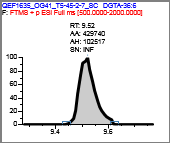 QEF1635_OG41_T5-45-2-7_SC DGTA-36:6
F: FTMS + p ESI Full ms [500.0000-2000.0000]
RT: 9.52
AA: 429740
AH: 102517
SN: INF
100
80
60
40
20
0
9.4 9.6